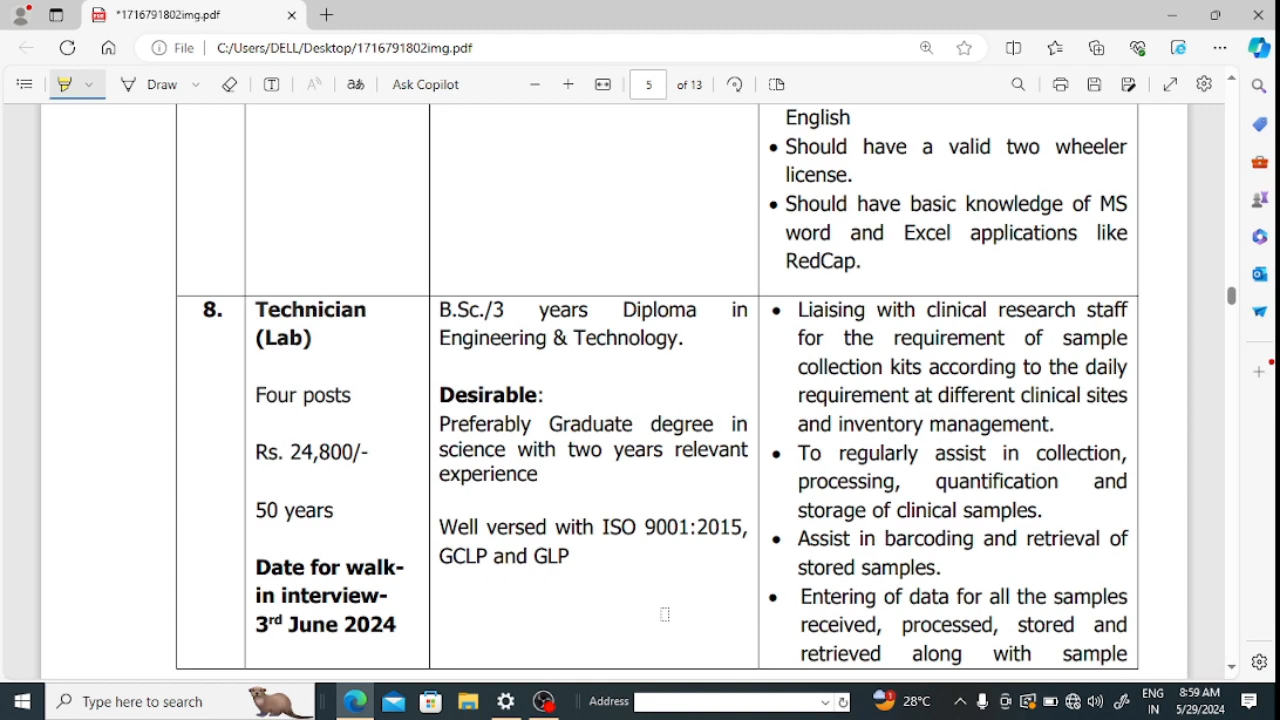 *1716791802img.pdf
File
C:/Users/DELL/Desktop/1716791802img.pdf
Draw
Ask Copilot
5
of 13
English
• Should have a valid two wheeler
license.
• Should have basic knowledge of MS
word and Excel applications like
RedCap.
8.
Technician
(Lab)
Four posts
Rs. 24,800/-
50 years
Date for walk-
in interview-
3rd June 2024
B.Sc./3 years Diploma in
Engineering & Technology.
Desirable:
Preferably Graduate degree in
science with two years relevant
experience
Well versed with ISO 9001:2015,
GCLP and GLP
• Liaising with clinical research staff
for the requirement of sample
collection kits according to the daily
requirement at different clinical sites
and inventory management.
• To regularly assist in collection,
processing, quantification and
storage of clinical samples.
• Assist in barcoding and retrieval of
stored samples.
• Entering of data for all the samples
received, processed, stored and
retrieved along with sample
Type here to search
Address
1
28°C
ENG
IN
8:59 AM
5/29/2024